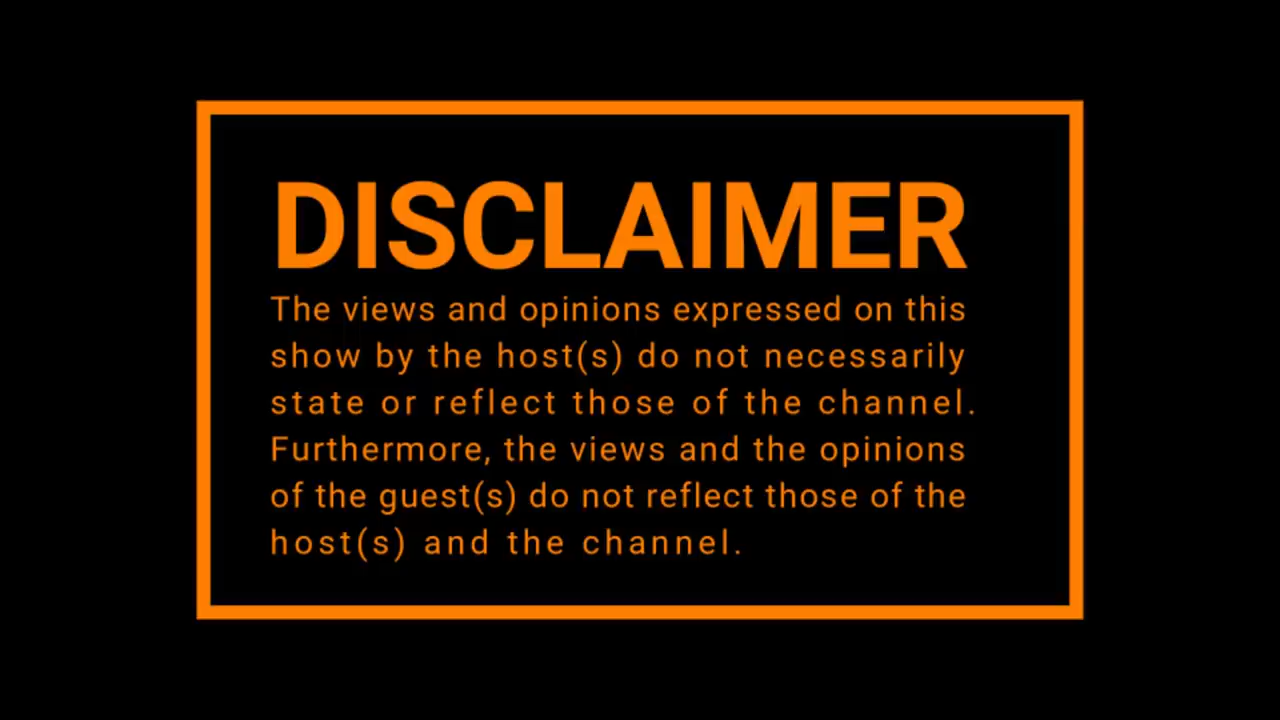 DISCLAIMER
The views and opinions expressed on this
show by the host(s) do not necessarily
state or reflect those of the channel.
Furthermore, the views and the opinions
of the guest(s) do not reflect those of the
host(s) and the channel.